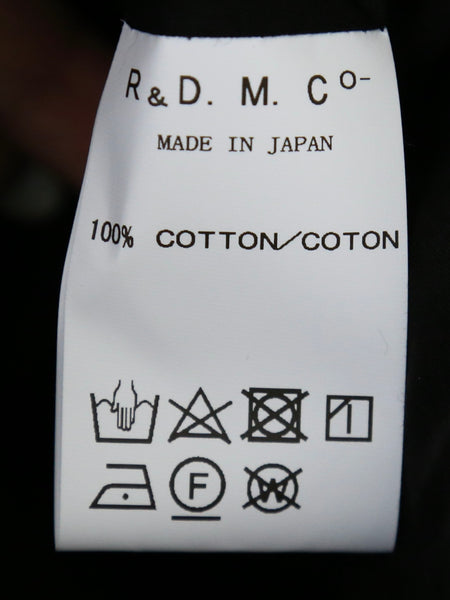 R & D. M. Co-
MADE IN JAPAN
100% COTTON/COTON
F W